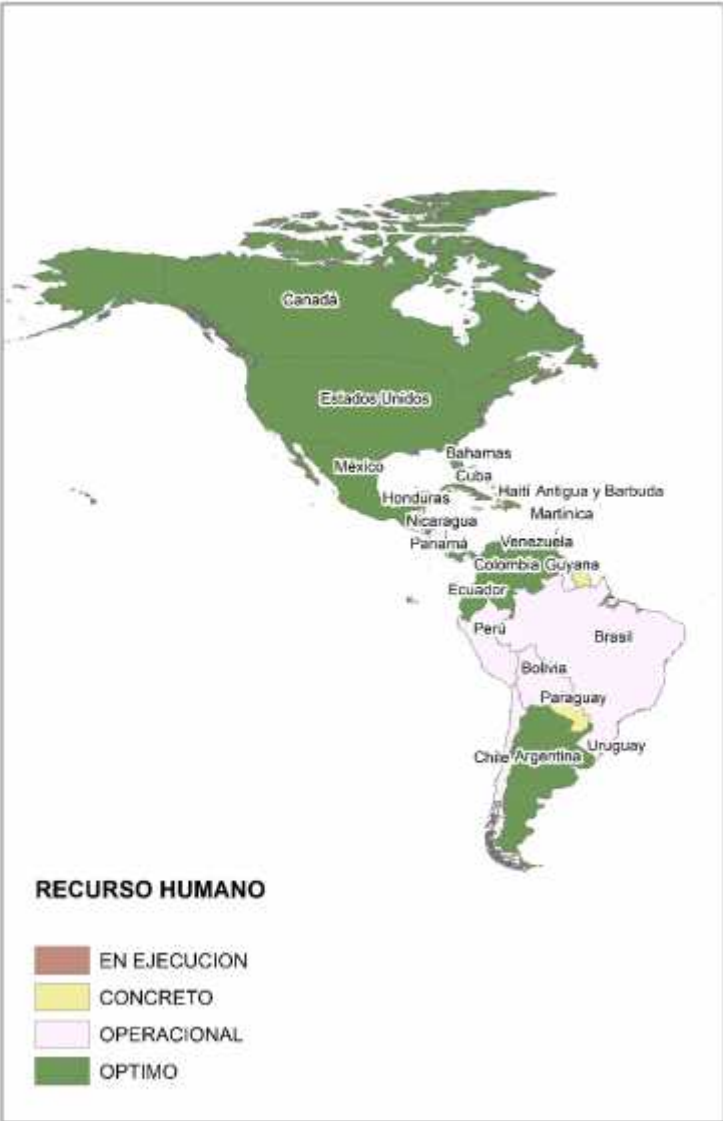 Canadá
Estados Unidos
México
Bahamas
Cuba
Honduras
Haití Antigua y Barbuda
Nicaragua
Martinica
Panamá
Venezuela
Colombia Guyana
Ecuador
Perú
Brasil
Bolivia
Paraguay
Uruguay
Chile Argentina
RECURSO HUMANO
EN EJECUCION
CONCRETO
OPERACIONAL
OPTIMO